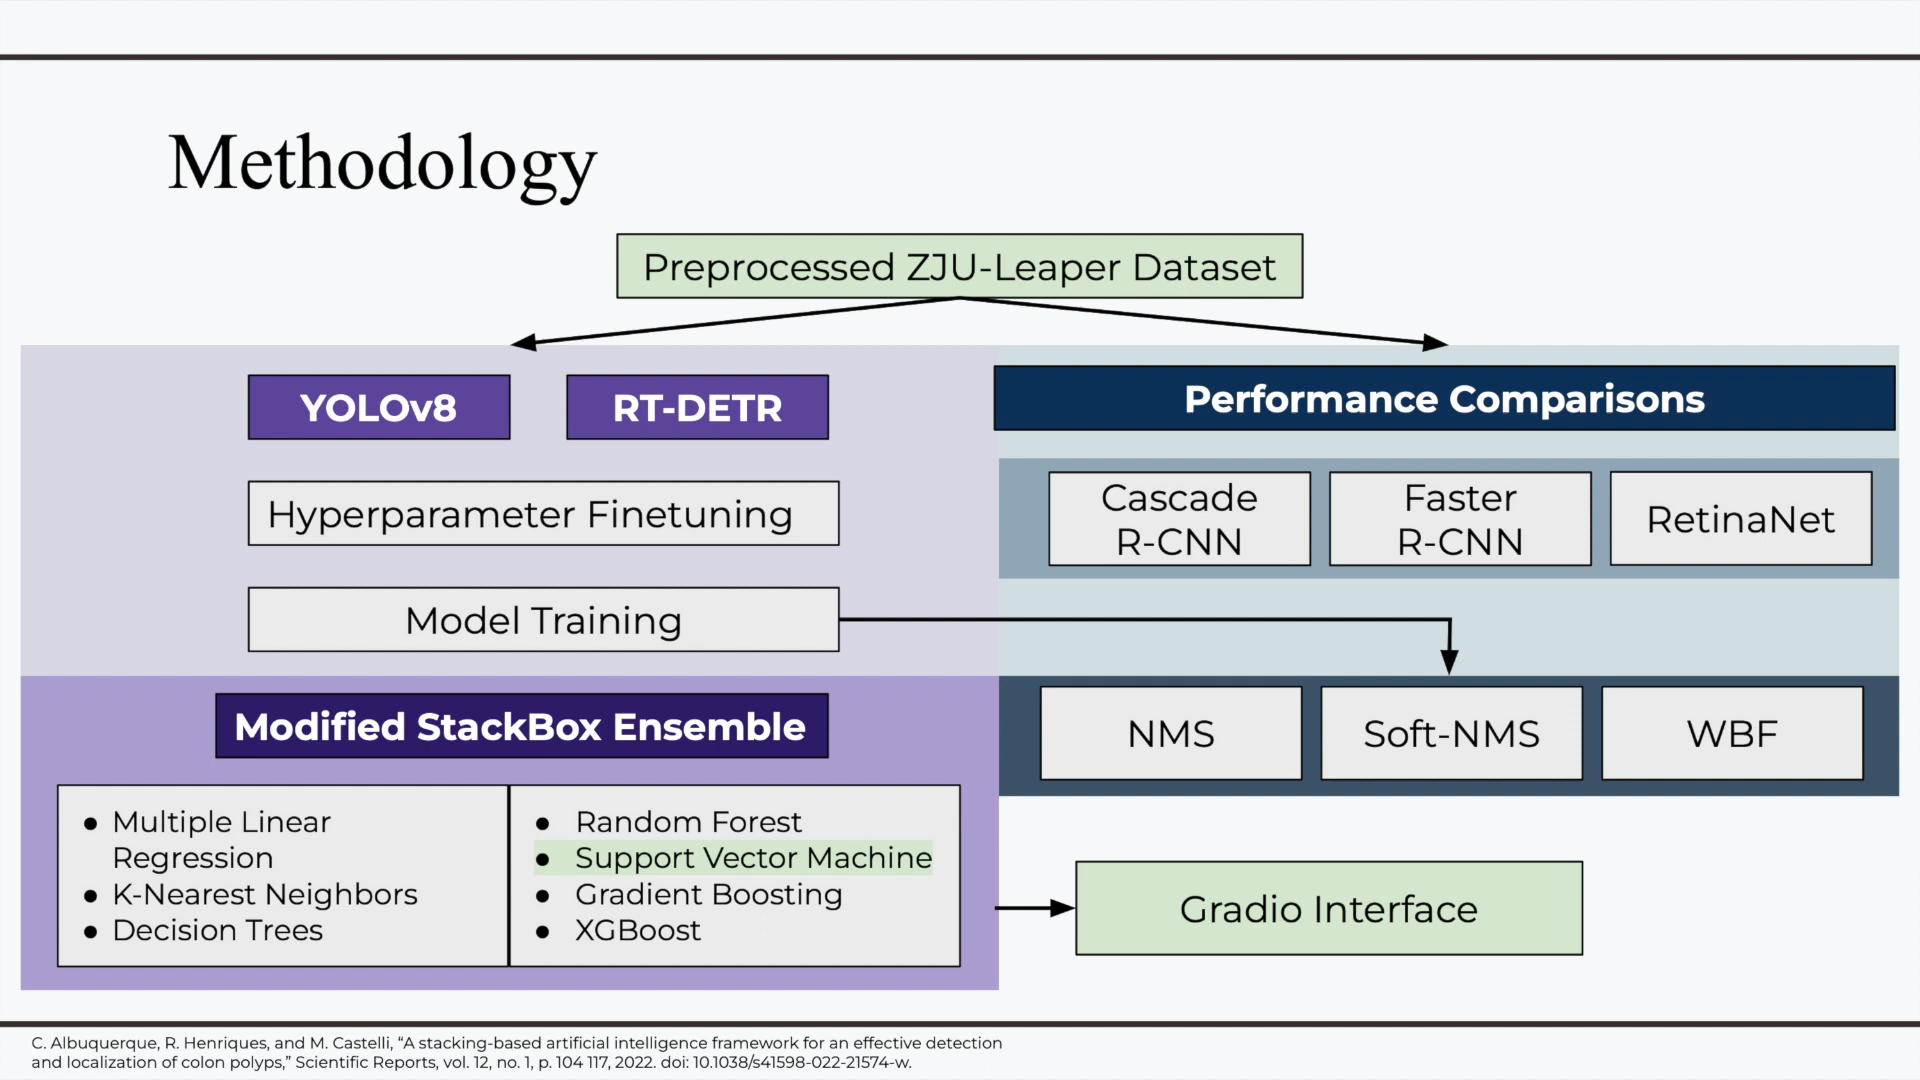 Methodology
Preprocessed ZJU-Leaper Dataset
YOLOv8
RT-DETR
Hyperparameter Finetuning
Model Training
Performance Comparisons
Cascade
R-CNN
Faster
R-CNN
RetinaNet
NMS
Soft-NMS
WBF
Modified StackBox Ensemble
● Multiple Linear
Regression
● K-Nearest Neighbors
● Decision Trees
● Random Forest
● Support Vector Machine
● Gradient Boosting
● XGBoost
Gradio Interface
C. Albuquerque, R. Henriques, and M. Castelli, “A stacking-based artificial intelligence framework for an effective detection
and localization of colon polyps,” Scientific Reports, vol. 12, no. 1, p. 104 117, 2022. doi: 10.1038/s41598-022-21574-w.